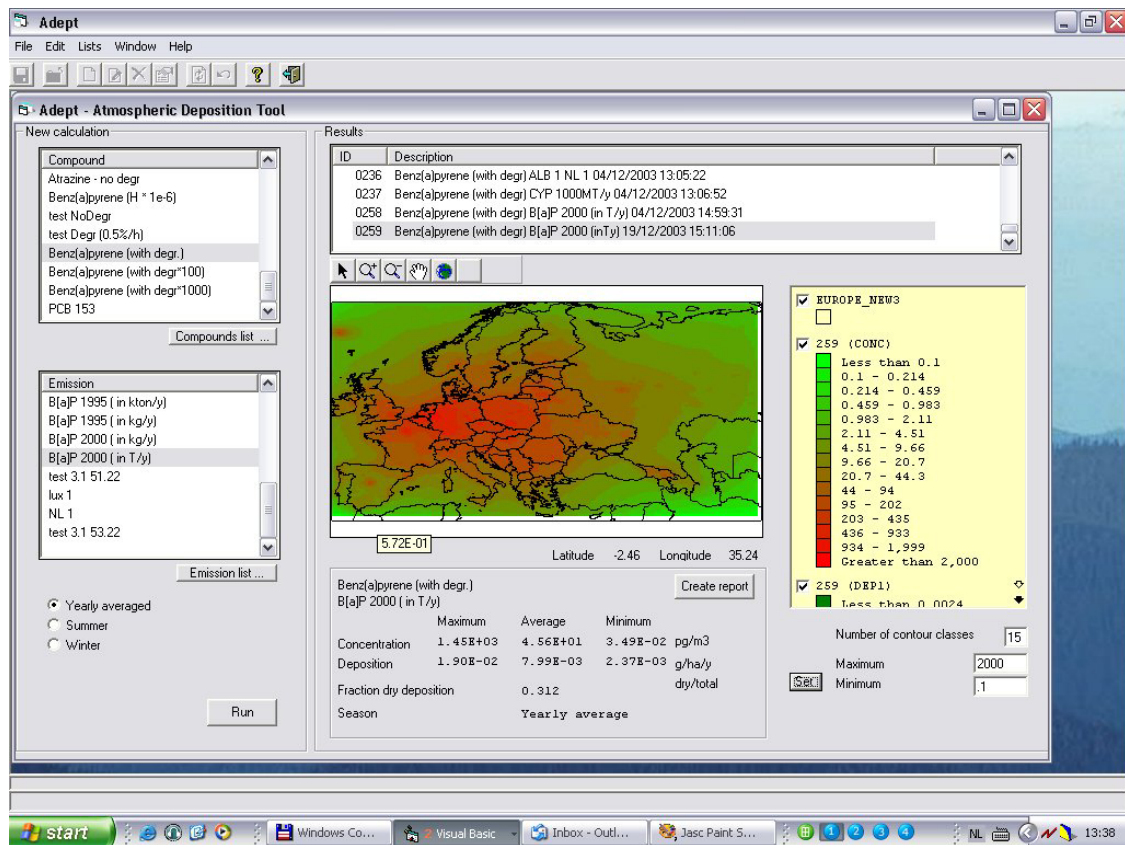 Adept
File Edit Lists Window Help
Adept - Atmospheric Deposition Tool
New calculation
Compound
Atrazine - no degr
Benz(a)pyrene (H * 1e-6)
test NoDegr
test Degr (0.5%/h)
Benz(a)pyrene (with degr.)
Benz(a)pyrene (with degr*100)
Benz(a)pyrene (with degr*1000)
PCB 153
Compounds list ...
Emission
B[a]P 1995 ( in kton/y)
B[a]P 1995 ( in kg/y)
B[a]P 2000 ( in kg/y)
B[a]P 2000 ( in T/y)
test 3.1 51.22
lux 1
NL 1
test 3.1 53.22
Emission list ...
Yearly averaged
Summer
Winter
Run
Results
ID Description
0236 Benz(a)pyrene (with degr) ALB 1 NL 1 04/12/2003 13:05:22
0237 Benz(a)pyrene (with degr) CYP 1000MT/y 04/12/2003 13:06:52
0258 Benz(a)pyrene (with degr) B[a]P 2000 (in T/y) 04/12/2003 14:59:31
0259 Benz(a)pyrene (with degr) B[a]P 2000 (inTy) 19/12/2003 15:11:06
5.72E-01
Latitude -2.46 Longitude 35.24
Benz(a)pyrene (with degr.)
B[a]P 2000 ( in T/y)
Create report
Maximum Average Minimum
Concentration 1.45E+03 4.56E+01 3.49E-02 pg/m3
Deposition 1.90E-02 7.99E-03 2.37E-03 g/ha/y
Fraction dry deposition 0.312 dry/total
Season Yearly average
EUROPE_NEW3
259 (CONC)
Less than 0.1
0.1 - 0.214
0.214 - 0.459
0.459 - 0.983
0.983 - 2.11
2.11 - 4.51
4.51 - 9.66
9.66 - 20.7
20.7 - 44.3
44 - 94
95 - 202
203 - 435
436 - 933
934 - 1,999
Greater than 2,000
259 (DEP1)
Less than 0.0024
Number of contour classes 15
Maximum 2000
Set Minimum .1
start
Windows Co...
2 Visual Basic
Inbox - Outl...
Jasc Paint S...
1 2 3 4
NL
13:38